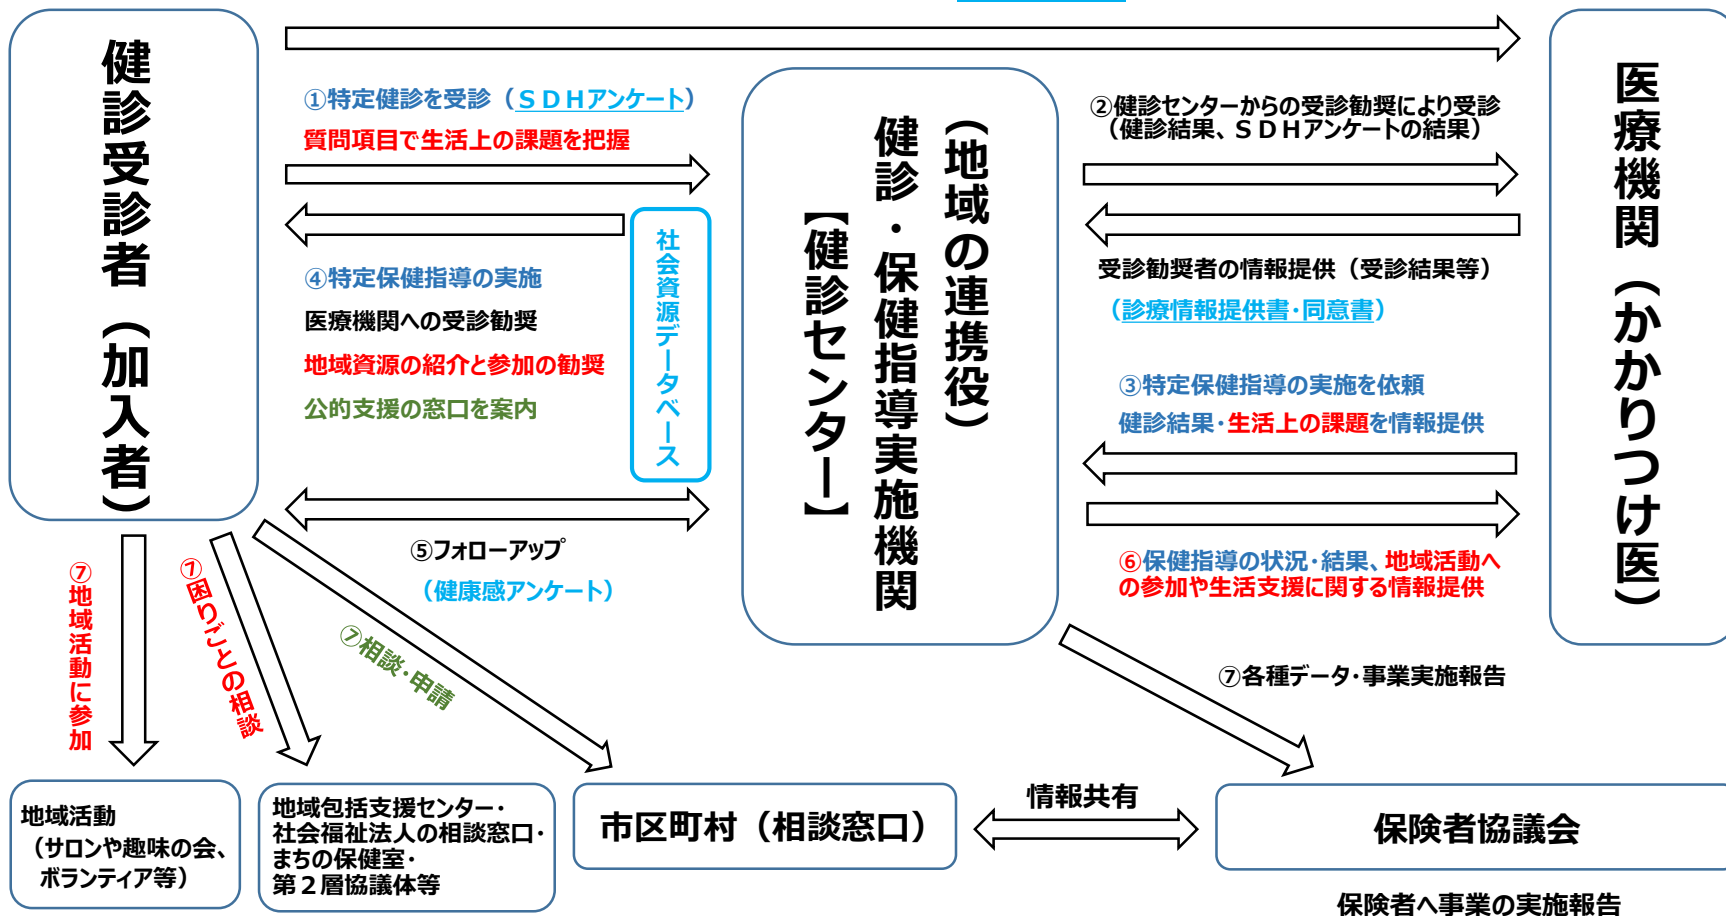 健診受診者（加入者）
①特定健診を受診（ＳＤＨアンケート）
質問項目で生活上の課題を把握
社会資源データベース
④特定保健指導の実施
医療機関への受診勧奨
地域資源の紹介と参加の勧奨
公的支援の窓口を案内
⑤フォローアップ
（健康感アンケート）
（地域の連携役）
健診・保健指導実施機関
【健診センター】
②健診センターからの受診勧奨により受診
（健診結果、ＳＤＨアンケートの結果）
受診勧奨者の情報提供（受診結果等）
（診療情報提供書・同意書）
③特定保健指導の実施を依頼
健診結果・生活上の課題を情報提供
⑥保健指導の状況・結果、地域活動へ
の参加や生活支援に関する情報提供
医療機関（かかりつけ医）
⑦地域活動に参加
⑦困りごとの相談
⑦相談・申請
⑦各種データ・事業実施報告
地域活動
（サロンや趣味の会、
ボランティア等）
地域包括支援センター・
社会福祉法人の相談窓口・
まちの保健室・
第２層協議体等
市区町村（相談窓口）
情報共有
保険者協議会
保険者へ事業の実施報告